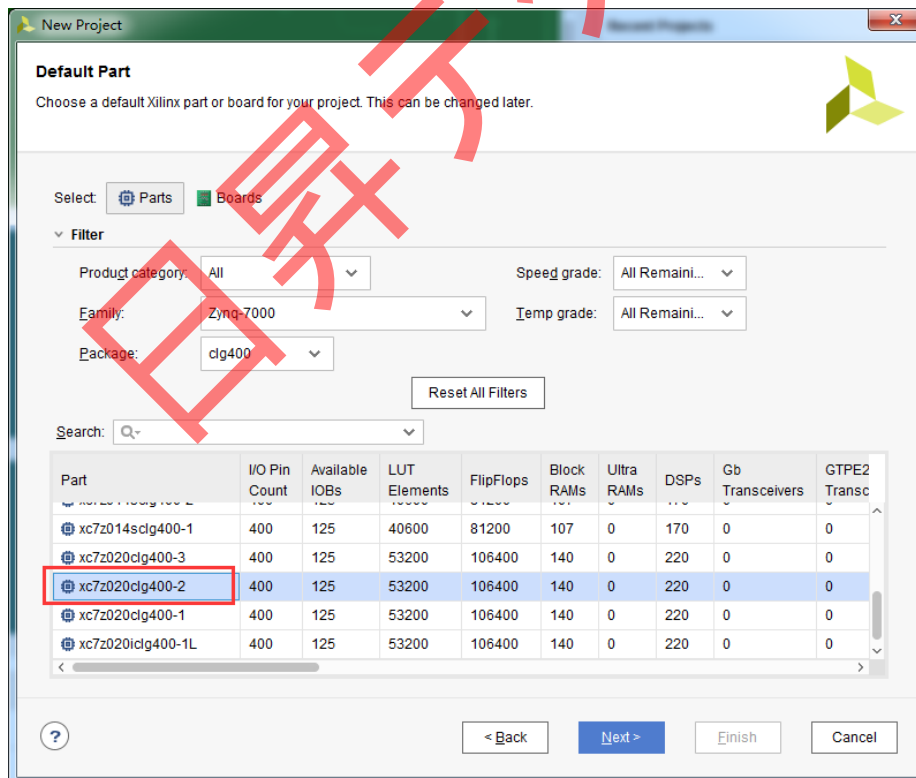 New Project
Recent Projects
Default Part
Choose a default Xilinx part or board for your project. This can be changed later.
Select: Parts Boards
Filter
Product category: All Speed grade: All Remaini...
Family: Zynq-7000 Temp grade: All Remaini...
Package: clg400
Reset All Filters
Search: Q-
Part I/O Pin Count Available IOBs LUT Elements FlipFlops Block RAMs Ultra RAMs DSPs Gb Transceivers GTPE2 Transc
xc7z014sclg400-1 400 125 40600 81200 107 0 170 0 0
xc7z020clg400-3 400 125 53200 106400 140 0 220 0 0
xc7z020clg400-2 400 125 53200 106400 140 0 220 0 0
xc7z020clg400-1 400 125 53200 106400 140 0 220 0 0
xc7z020iclg400-1L 400 125 53200 106400 140 0 220 0 0
? < Back Next > Finish Cancel
日昇